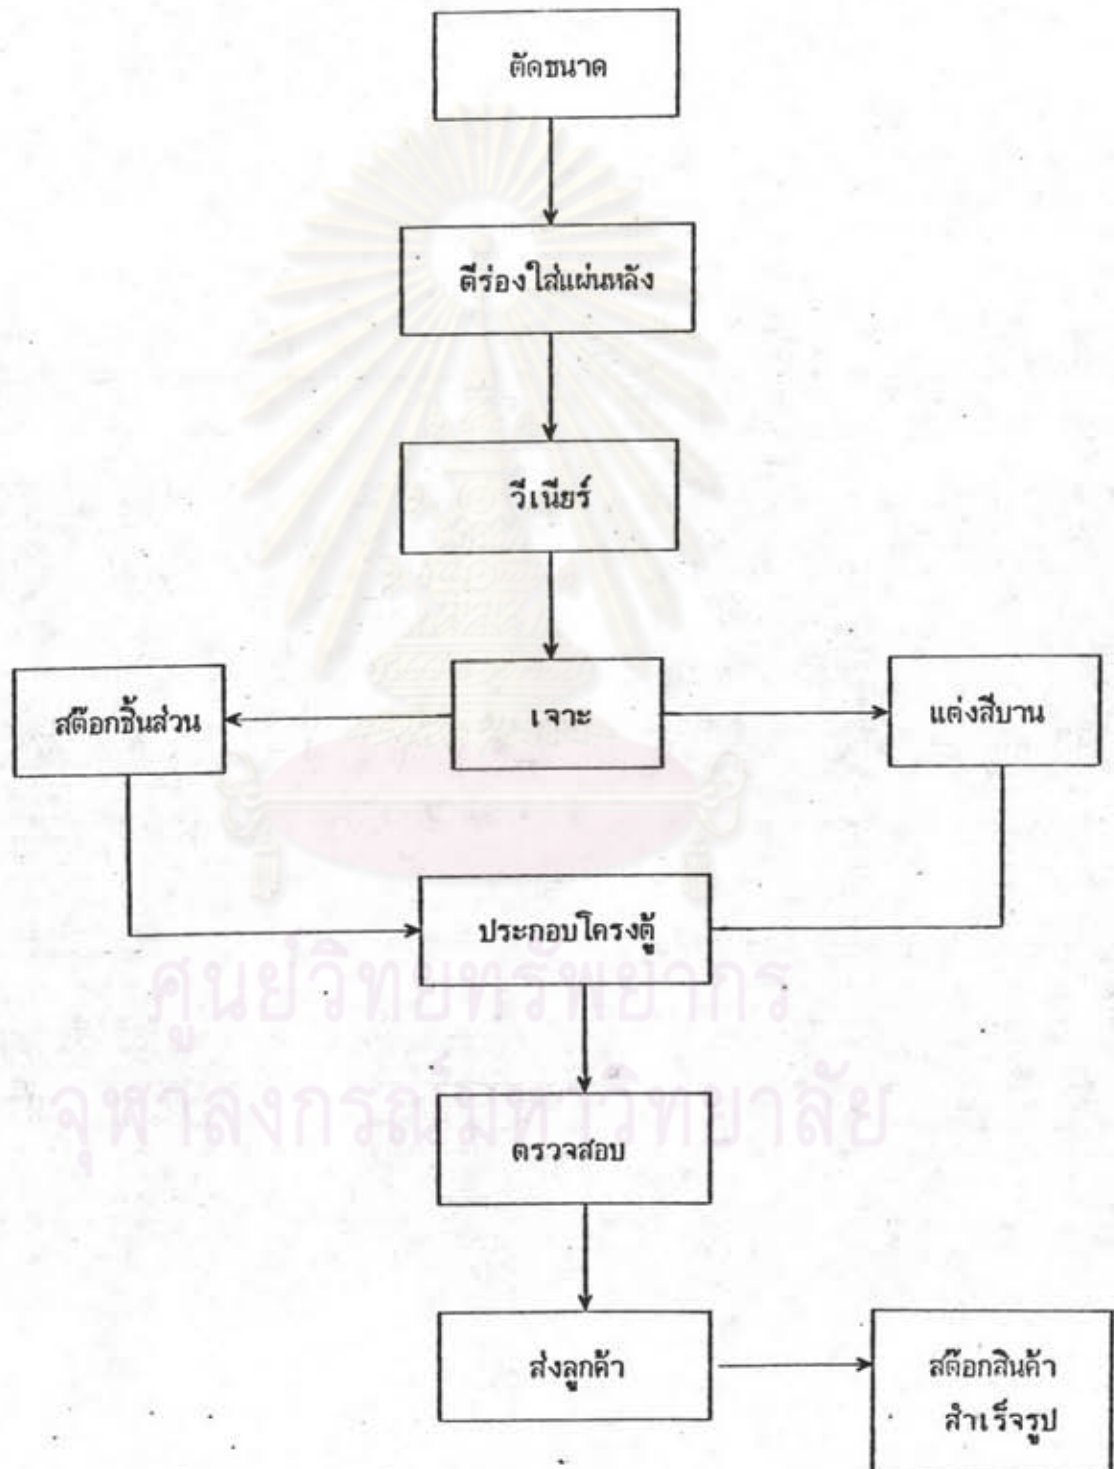 ตัดขนาด
ตีร่องใส่แผ่นหลัง
วีเนียร์
สต๊อกชิ้นส่วน
เจาะ
แต่งสีบาน
ประกอบโครงตู้
ศูนย์วิทยทรัพยากร
จุฬาลงกรณ์มหาวิทยาลัย
ตรวจสอบ
ส่งลูกค้า
สต๊อกสินค้า
สำเร็จรูป